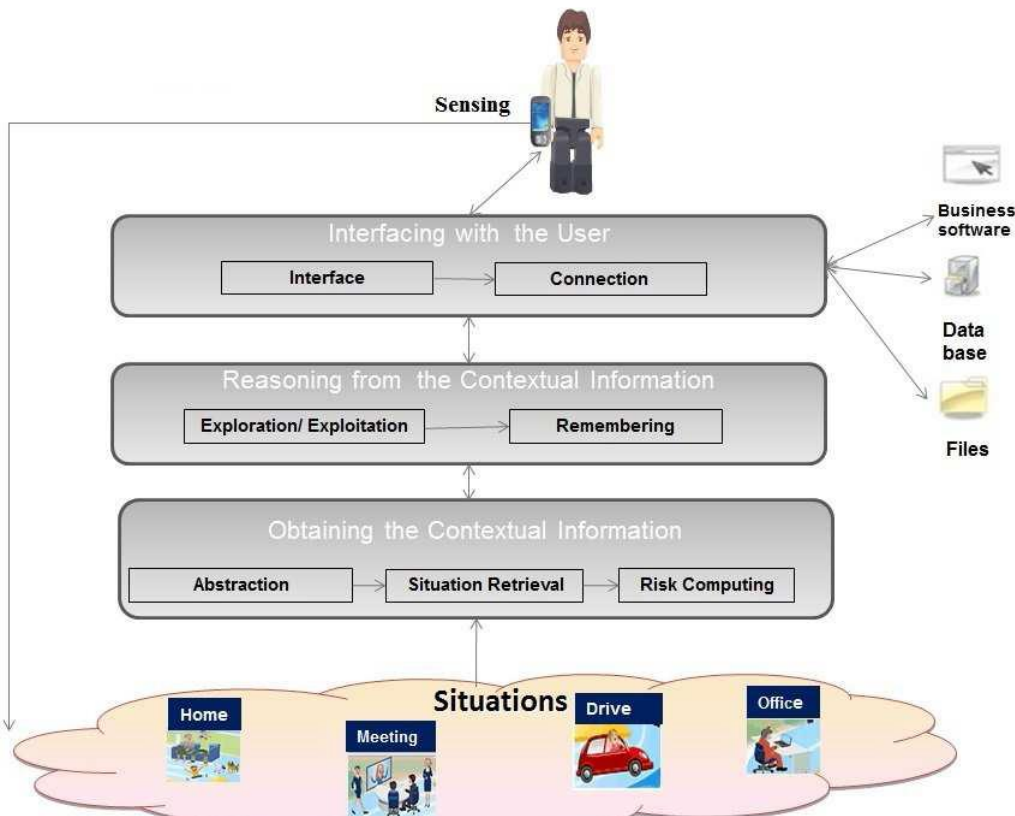 Sensing
Interfacing with the User
Interface
Connection
Business
software
Data
base
Files
Reasoning from the Contextual Information
Exploration/ Exploitation
Remembering
Obtaining the Contextual Information
Abstraction
Situation Retrieval
Risk Computing
Situations
Home
Meeting
Drive
Office